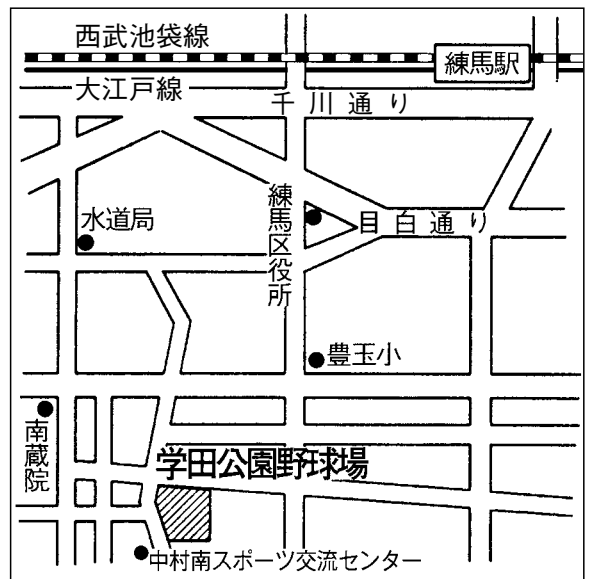 西武池袋線
練馬駅
大江戸線
千川通り
練馬区役所
水道局
目白通り
豊玉小
南蔵院
学田公園野球場
中村南スポーツ交流センター